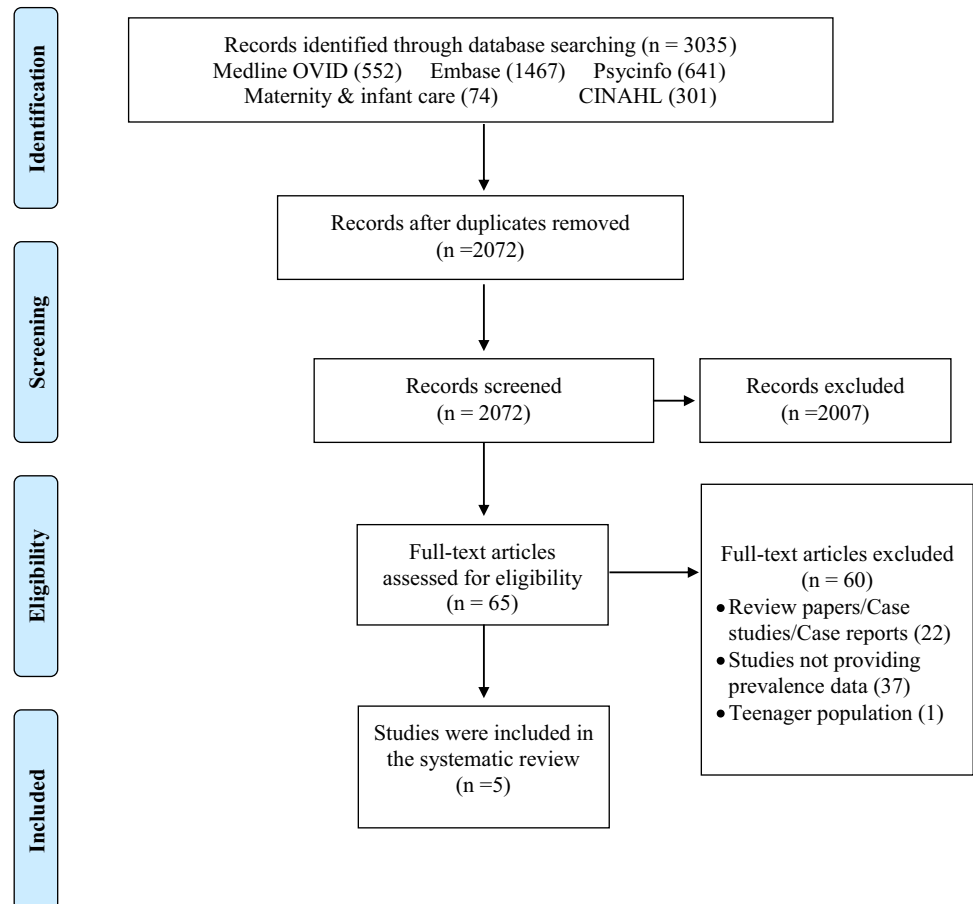 Identification
Records identified through database searching (n = 3035)
Medline OVID (552) Embase (1467) Psycinfo (641)
Maternity & infant care (74) CINAHL (301)
Records after duplicates removed
(n =2072)
Screening
Records screened
(n = 2072)
Records excluded
(n =2007)
Eligibility
Full-text articles
assessed for eligibility
(n = 65)
Full-text articles excluded
(n = 60)
•Review papers/Case
studies/Case reports (22)
•Studies not providing
prevalence data (37)
•Teenager population (1)
Included
Studies were included in
the systematic review
(n =5)